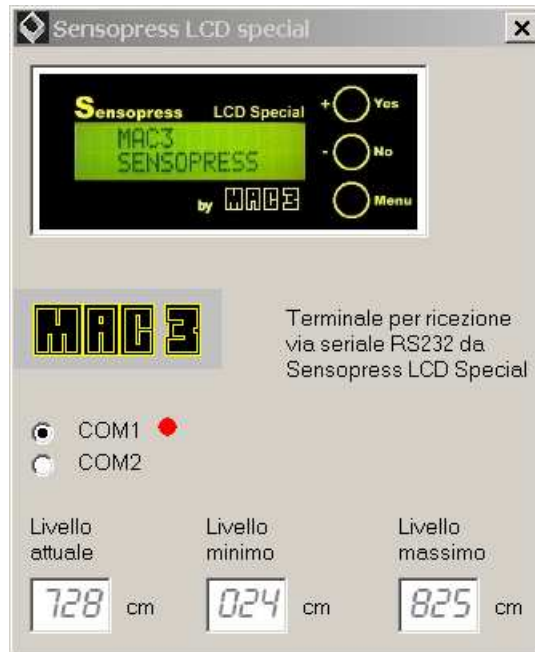 Sensopress LCD special
Sensopress LCD Special
+ Yes
MAC3
SENSOPRESS
- No
by MAC3
- Menu
MAC3
Terminale per ricezione
via seriale RS232 da
Sensopress LCD Special
COM1
COM2
Livello attuale
Livello minimo
Livello massimo
728 cm
024 cm
825 cm